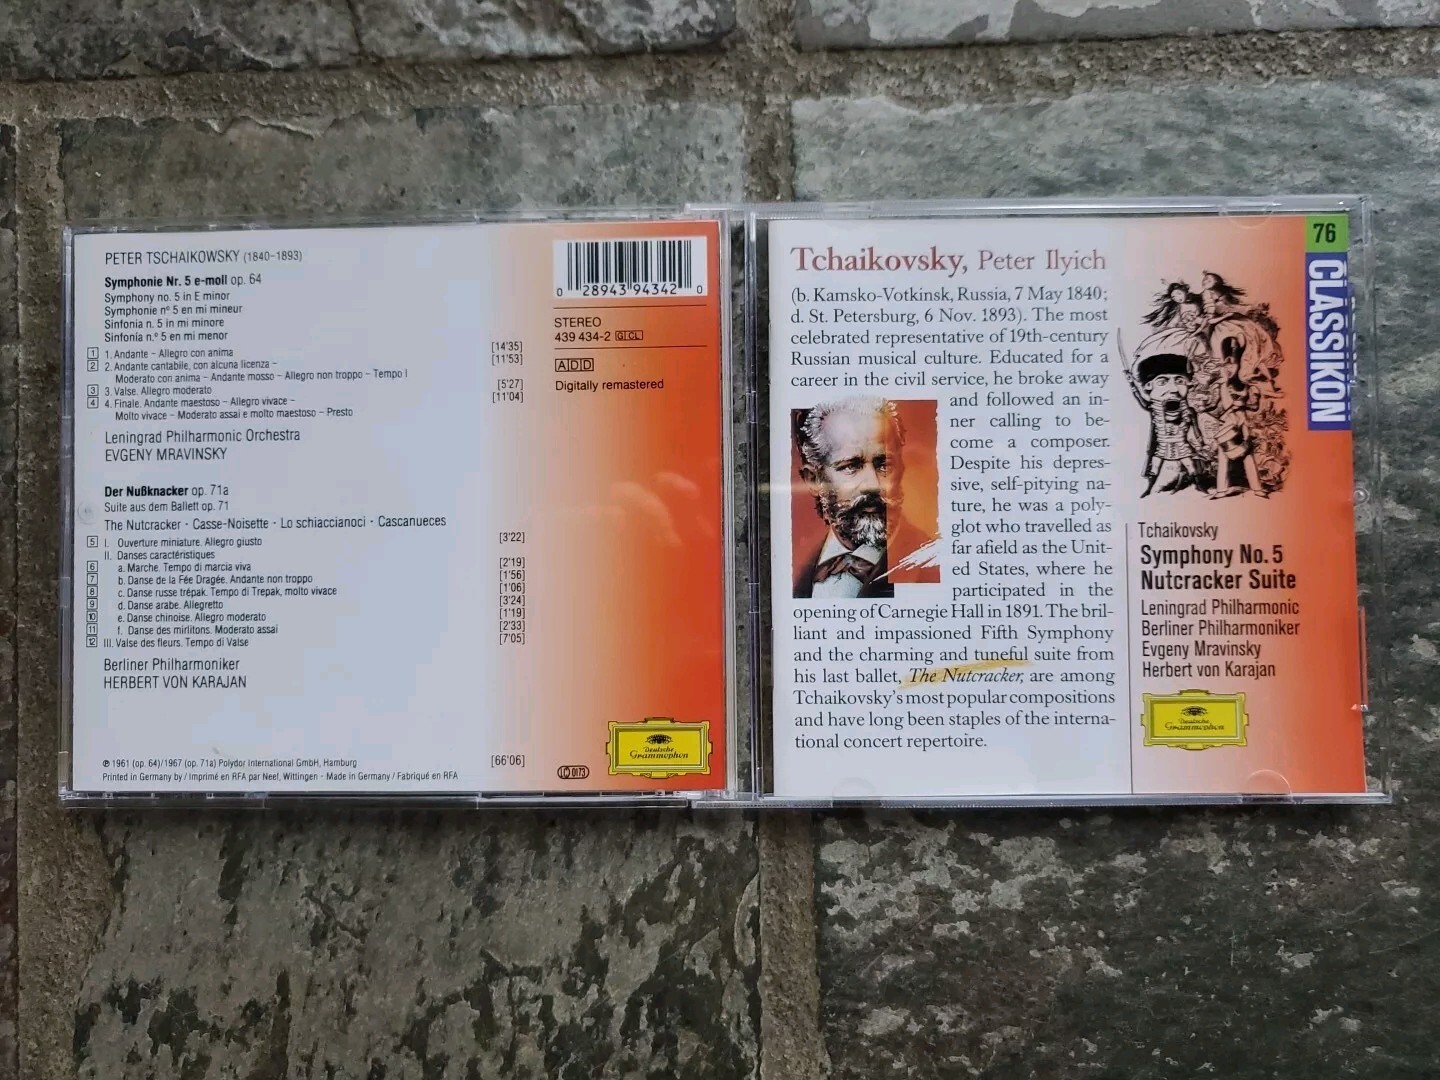 PETER TSCHAIKOWSKY (1840–1893)
Symphonie Nr. 5 e-moll op. 64
Symphony no. 5 in E minor
Symphonie nº 5 en mi mineur
Sinfonia n. 5 in mi minore
Sinfonia n.º 5 en mi menor
1 1. Andante – Allegro con anima [14'35]
2 2. Andante cantabile, con alcuna licenza – [11'53]
Moderato con anima – Andante mosso – Allegro non troppo – Tempo I
3 3. Valse. Allegro moderato [5'27]
4 4. Finale. Andante maestoso – Allegro vivace – [11'04]
Molto vivace – Moderato assai e molto maestoso – Presto
Leningrad Philharmonic Orchestra
EVGENY MRAVINSKY
Der Nußknacker op. 71a
Suite aus dem Ballett op. 71
The Nutcracker · Casse-Noisette · Lo schiaccianoci · Cascanueces
5 I. Ouverture miniature. Allegro giusto [3'22]
II. Danses caractéristiques
6 a. Marche. Tempo di marcia viva [2'19]
7 b. Danse de la Fée Dragée. Andante non troppo [1'56]
8 c. Danse russe trépak. Tempo di Trepak, molto vivace [1'06]
9 d. Danse arabe. Allegretto [3'24]
10 e. Danse chinoise. Allegro moderato [1'19]
11 f. Danse des mirlitons. Moderato assai [2'33]
12 III. Valse des fleurs. Tempo di Valse [7'05]
Berliner Philharmoniker
HERBERT VON KARAJAN
℗ 1961 (op. 64)/1967 (op. 71a) Polydor International GmbH, Hamburg [66'06]
Printed in Germany by / Imprimé en RFA par Neef, Wittingen · Made in Germany / Fabriqué en RFA
0 28943 94342 0
STEREO
439 434-2 GCL
ADD
Digitally remastered
LC 0173
Deutsche
Grammophon
Tchaikovsky, Peter Ilyich
(b. Kamsko-Votkinsk, Russia, 7 May 1840;
d. St. Petersburg, 6 Nov. 1893). The most
celebrated representative of 19th-century
Russian musical culture. Educated for a
career in the civil service, he broke away
and followed an in-
ner calling to be-
come a composer.
Despite his depres-
sive, self-pitying na-
ture, he was a poly-
glot who travelled as
far afield as the Unit-
ed States, where he
participated in the
opening of Carnegie Hall in 1891. The bril-
liant and impassioned Fifth Symphony
and the charming and tuneful suite from
his last ballet, The Nutcracker, are among
Tchaikovsky's most popular compositions
and have long been staples of the interna-
tional concert repertoire.
76
CLASSIKON
Tchaikovsky
Symphony No. 5
Nutcracker Suite
Leningrad Philharmonic
Berliner Philharmoniker
Evgeny Mravinsky
Herbert von Karajan
Deutsche
Grammophon